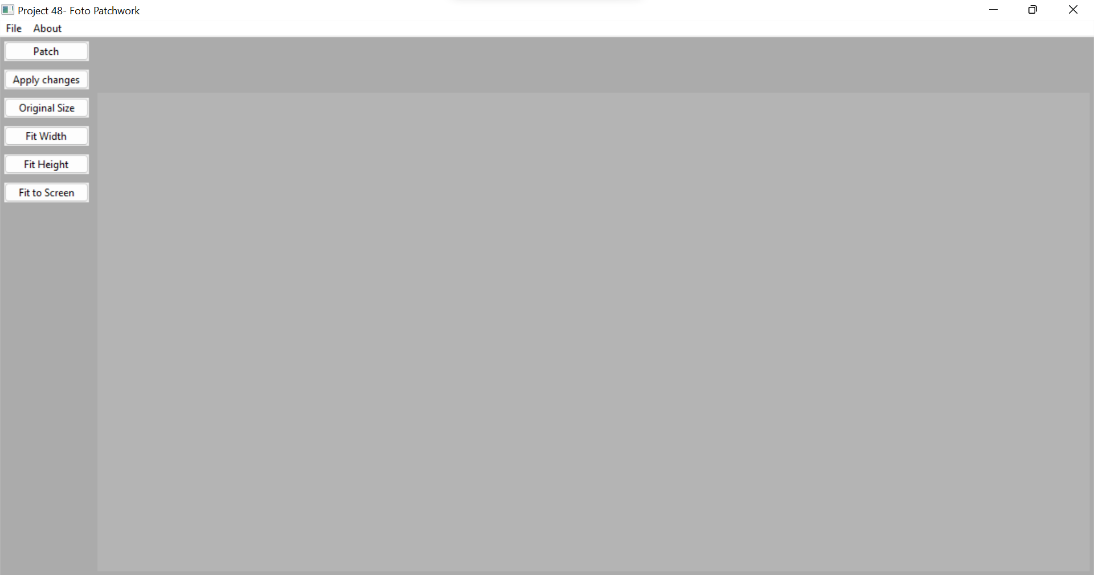 Project 48- Foto Patchwork
File About
Patch
Apply changes
Original Size
Fit Width
Fit Height
Fit to Screen